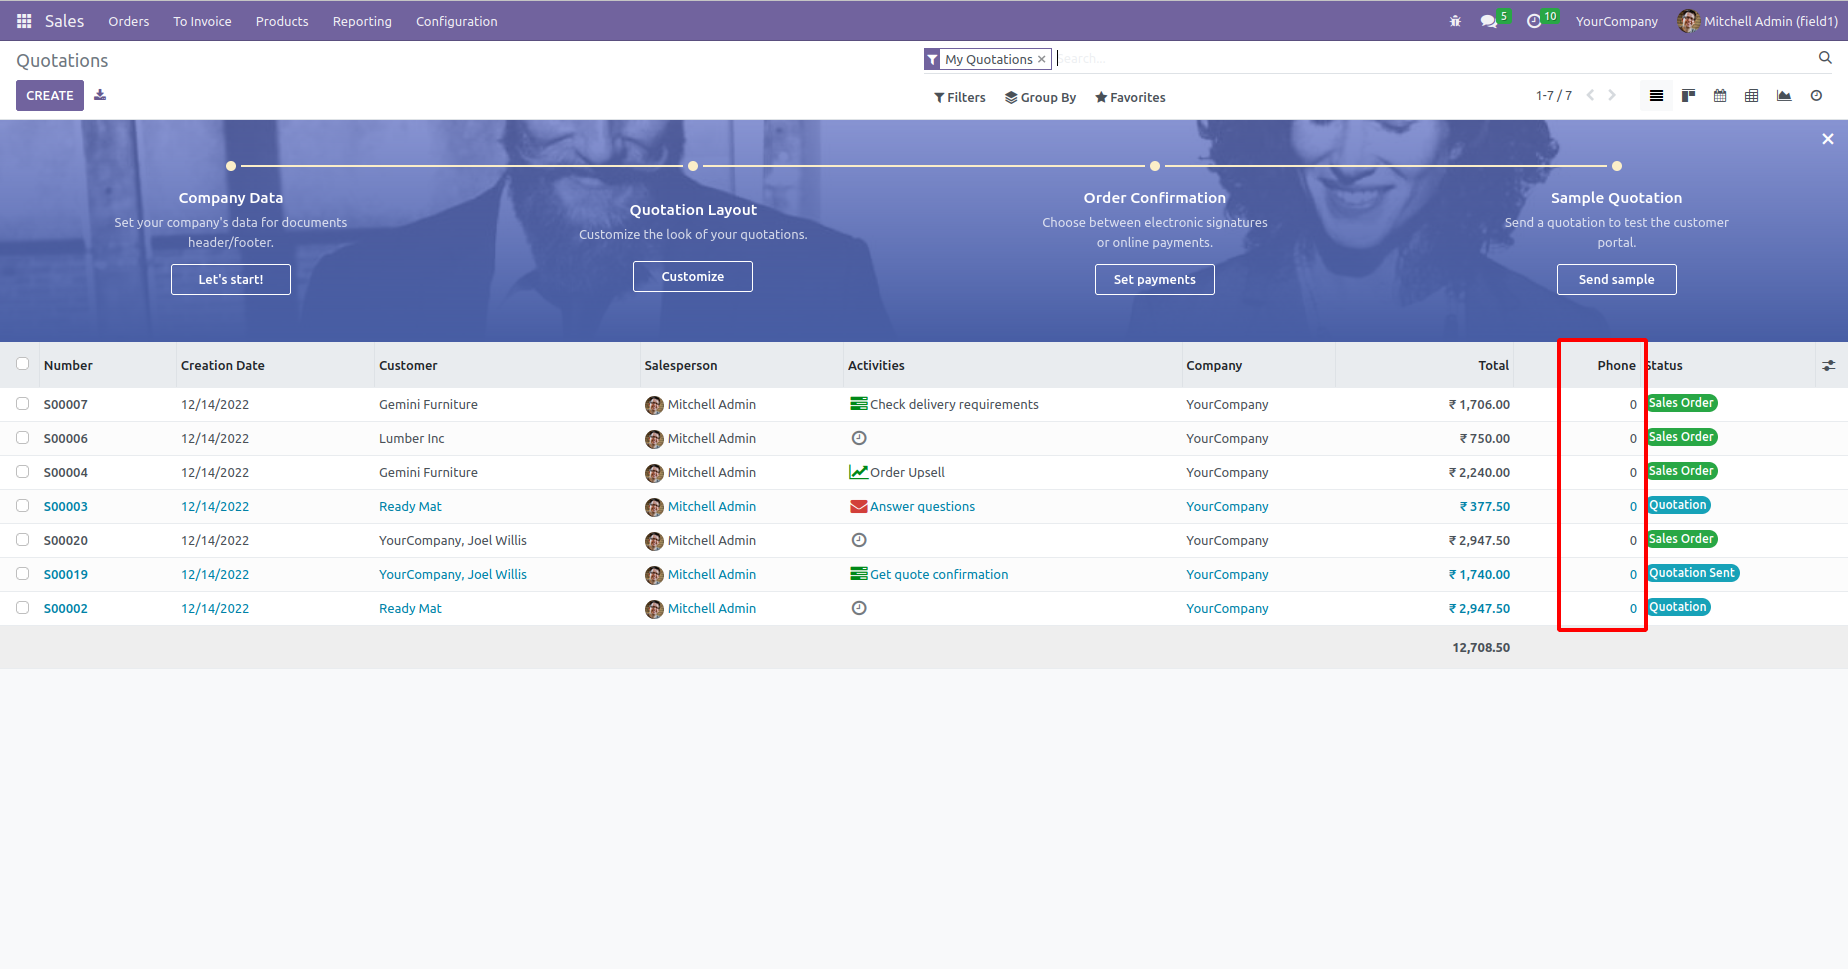 Sales Orders To Invoice Products Reporting Configuration 5 10 YourCompany Mitchell Admin (field1)
Quotations My Quotations × Search...
CREATE Filters Group By Favorites 1-7 / 7
Company Data
Set your company's data for documents
header/footer.
Let's start!
Quotation Layout
Customize the look of your quotations.
Customize
Order Confirmation
Choose between electronic signatures
or online payments.
Set payments
Sample Quotation
Send a quotation to test the customer
portal.
Send sample
Number Creation Date Customer Salesperson Activities Company Total Phone Status
S00007 12/14/2022 Gemini Furniture Mitchell Admin Check delivery requirements YourCompany ₹ 1,706.00 0 Sales Order
S00006 12/14/2022 Lumber Inc Mitchell Admin YourCompany ₹ 750.00 0 Sales Order
S00004 12/14/2022 Gemini Furniture Mitchell Admin Order Upsell YourCompany ₹ 2,240.00 0 Sales Order
S00003 12/14/2022 Ready Mat Mitchell Admin Answer questions YourCompany ₹ 377.50 0 Quotation
S00020 12/14/2022 YourCompany, Joel Willis Mitchell Admin YourCompany ₹ 2,947.50 0 Sales Order
S00019 12/14/2022 YourCompany, Joel Willis Mitchell Admin Get quote confirmation YourCompany ₹ 1,740.00 0 Quotation Sent
S00002 12/14/2022 Ready Mat Mitchell Admin YourCompany ₹ 2,947.50 0 Quotation
12,708.50